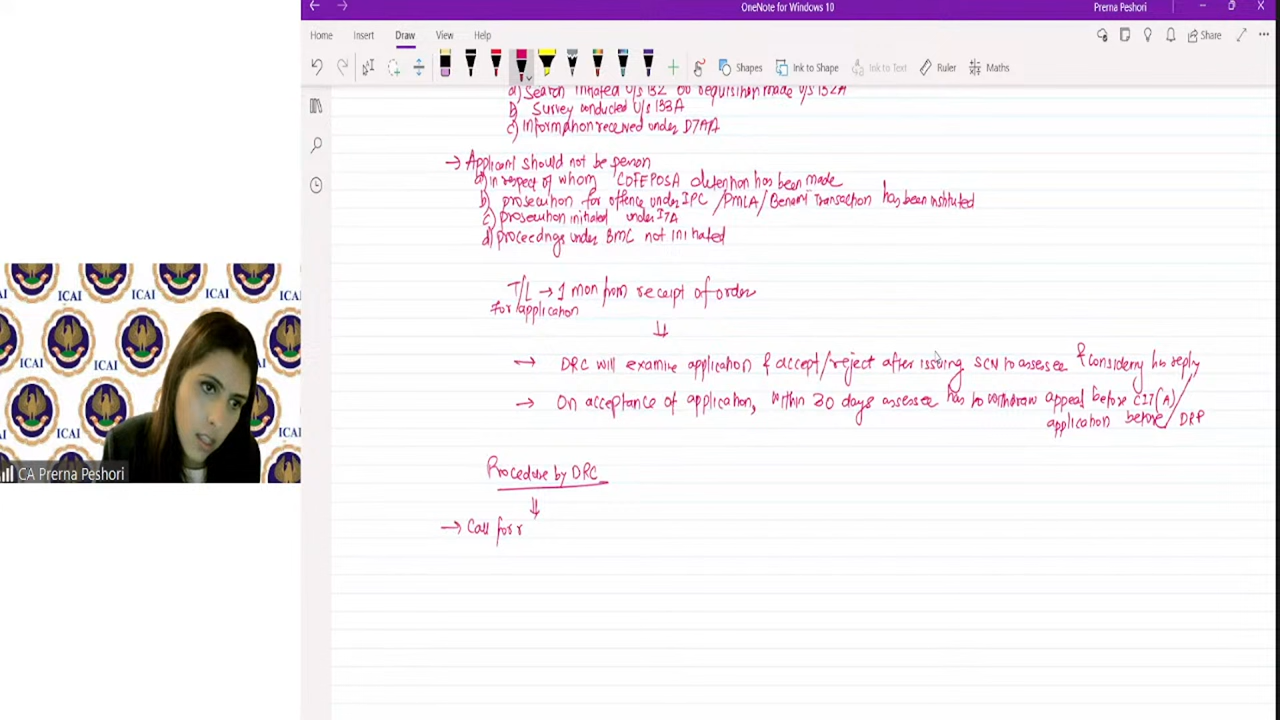 OneNote for Windows 10
Prerna Peshori
Home Insert Draw View Help
Share
Shapes
Ink to Shape
Ink to Text
Ruler
Maths
a) Search initiated u/s 132 or requisition made u/s 132A
b) Survey conducted u/s 133A
c) Information received under DTAA
→ Applicant should not be person
a) in respect of whom COFEPOSA detention has been made
b) prosecution for offence under IPC /PMLA/Benami Transaction has been instituted
c) prosecution initiated under ITA
d) proceedings under BMC not initiated
T/L → 1 mon from receipt of order
For application
→ DRC will examine application & accept/reject after issuing SCN to assessee & considering his reply
→ On acceptance of application, within 30 days assessee has to withdraw appeal before CIT(A)/
application before DRP
Procedure by DRC
→ Call for r
ICAI ICAI ICAI
ICAI
ICAI
CA Prerna Peshori